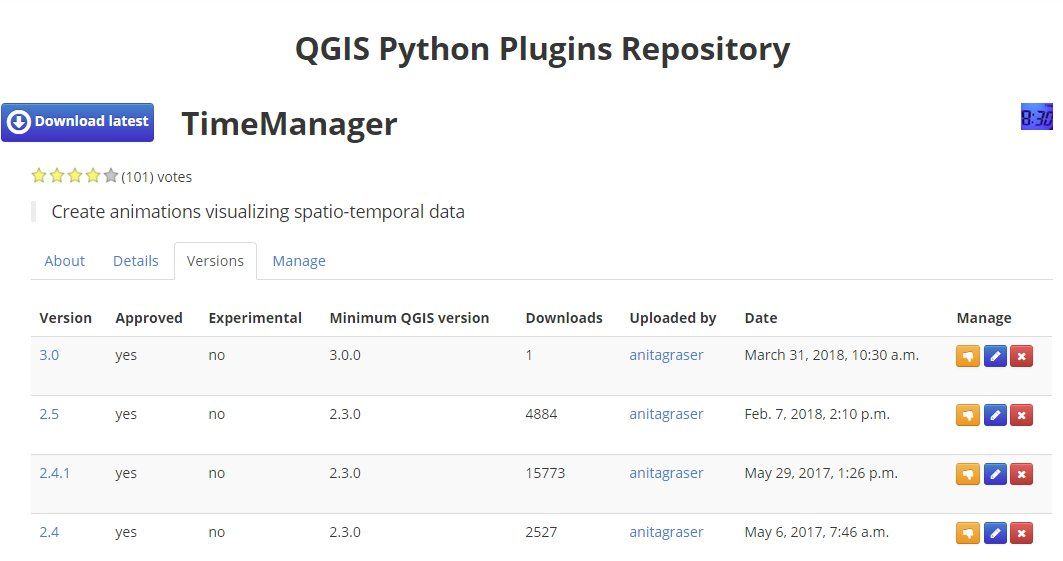 QGIS Python Plugins Repository
Download latest TimeManager 8:30
(101) votes
Create animations visualizing spatio-temporal data
About Details Versions Manage
Version Approved Experimental Minimum QGIS version Downloads Uploaded by Date Manage
3.0 yes no 3.0.0 1 anitagraser March 31, 2018, 10:30 a.m.
2.5 yes no 2.3.0 4884 anitagraser Feb. 7, 2018, 2:10 p.m.
2.4.1 yes no 2.3.0 15773 anitagraser May 29, 2017, 1:26 p.m.
2.4 yes no 2.3.0 2527 anitagraser May 6, 2017, 7:46 a.m.